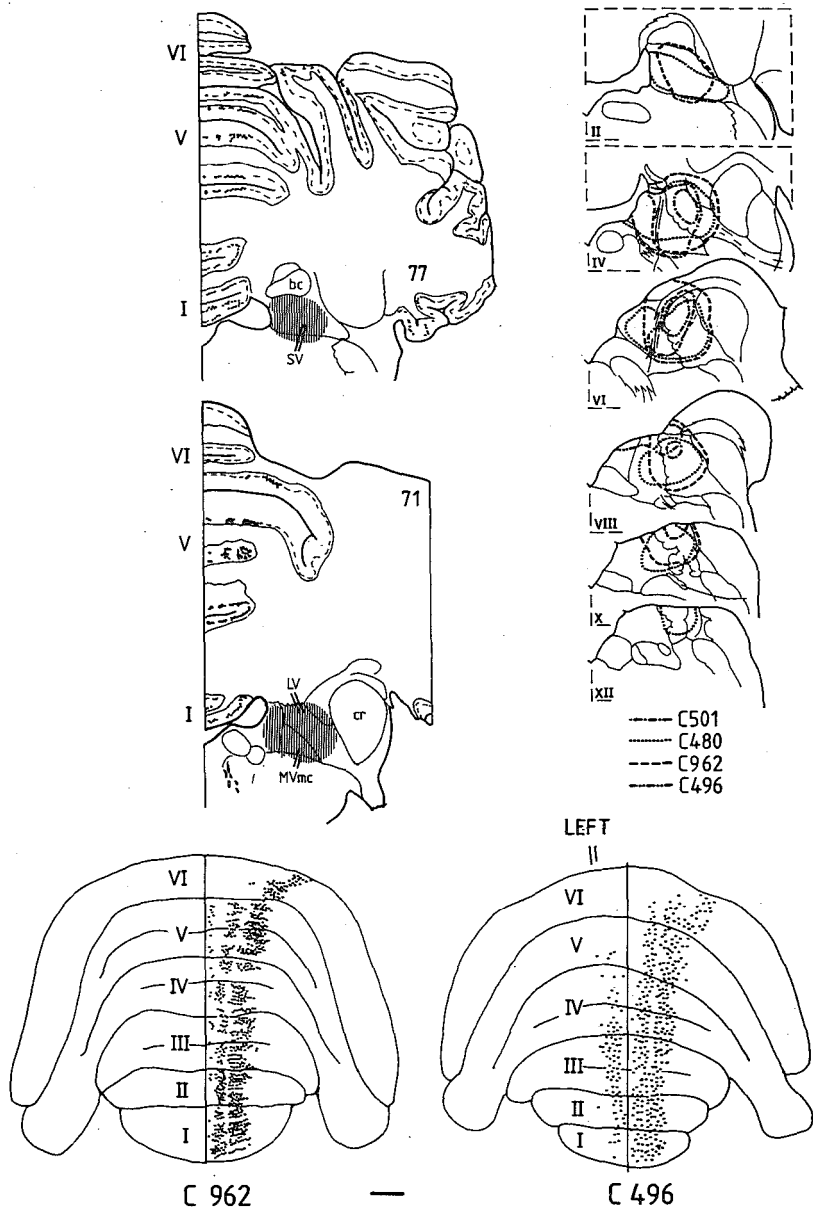 VI
V
77
bc
I
SV
VI
71
V
I
LV
cr
MVmc
II
IV
VI
VIII
X
XII
C501
C480
C962
C496
VI
V
IV
III
II
I
C 962
LEFT
VI
V
IV
III
II
I
C 496